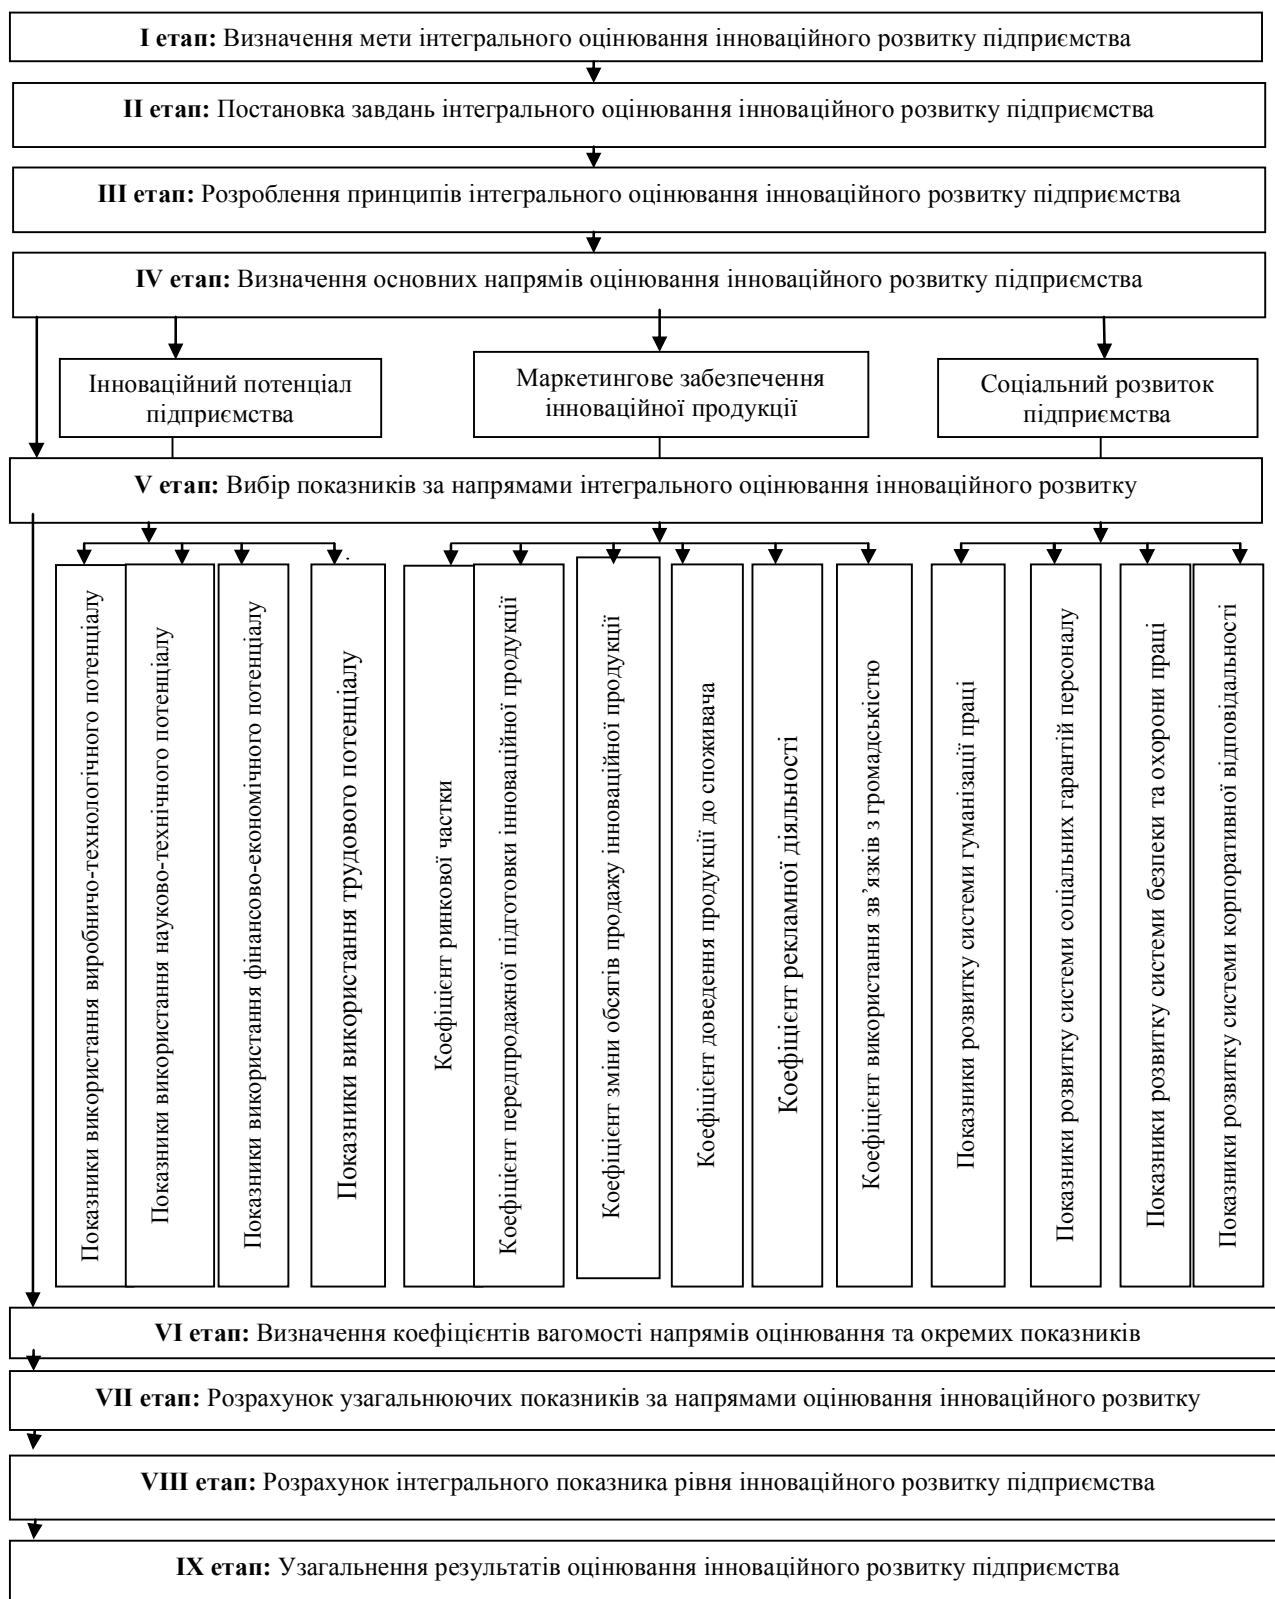 I етап: Визначення мети інтегрального оцінювання інноваційного розвитку підприємства
II етап: Постановка завдань інтегрального оцінювання інноваційного розвитку підприємства
III етап: Розроблення принципів інтегрального оцінювання інноваційного розвитку підприємства
IV етап: Визначення основних напрямів оцінювання інноваційного розвитку підприємства
Інноваційний потенціал
підприємства
Маркетингове забезпечення
інноваційної продукції
Соціальний розвиток
підприємства
V етап: Вибір показників за напрямами інтегрального оцінювання інноваційного розвитку
Показники використання виробничо-технологічного потенціалу
Показники використання науково-технічного потенціалу
Показники використання фінансово-економічного потенціалу
Показники використання трудового потенціалу
Коефіцієнт ринкової частки
Коефіцієнт передпродажної підготовки інноваційної продукції
Коефіцієнт зміни обсягів продажу інноваційної продукції
Коефіцієнт доведення продукції до споживача
Коефіцієнт рекламної діяльності
Коефіцієнт використання зв’язків з громадськістю
Показники розвитку системи гуманізації праці
Показники розвитку системи соціальних гарантій персоналу
Показники розвитку системи безпеки та охорони праці
Показники розвитку системи корпоративної відповідальності
VI етап: Визначення коефіцієнтів вагомості напрямів оцінювання та окремих показників
VII етап: Розрахунок узагальнюючих показників за напрямами оцінювання інноваційного розвитку
VIII етап: Розрахунок інтегрального показника рівня інноваційного розвитку підприємства
IX етап: Узагальнення результатів оцінювання інноваційного розвитку підприємства